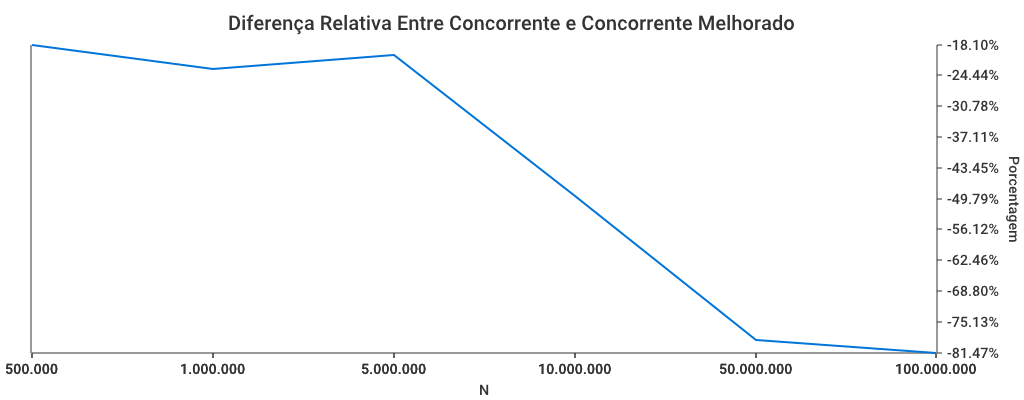 Diferença Relativa Entre Concorrente e Concorrente Melhorado
-18.10%
-24.44%
-30.78%
-37.11%
-43.45%
-49.79%
-56.12%
-62.46%
-68.80%
-75.13%
-81.47%
Porcentagem
500.000 1.000.000 5.000.000 10.000.000 50.000.000 100.000.000
N